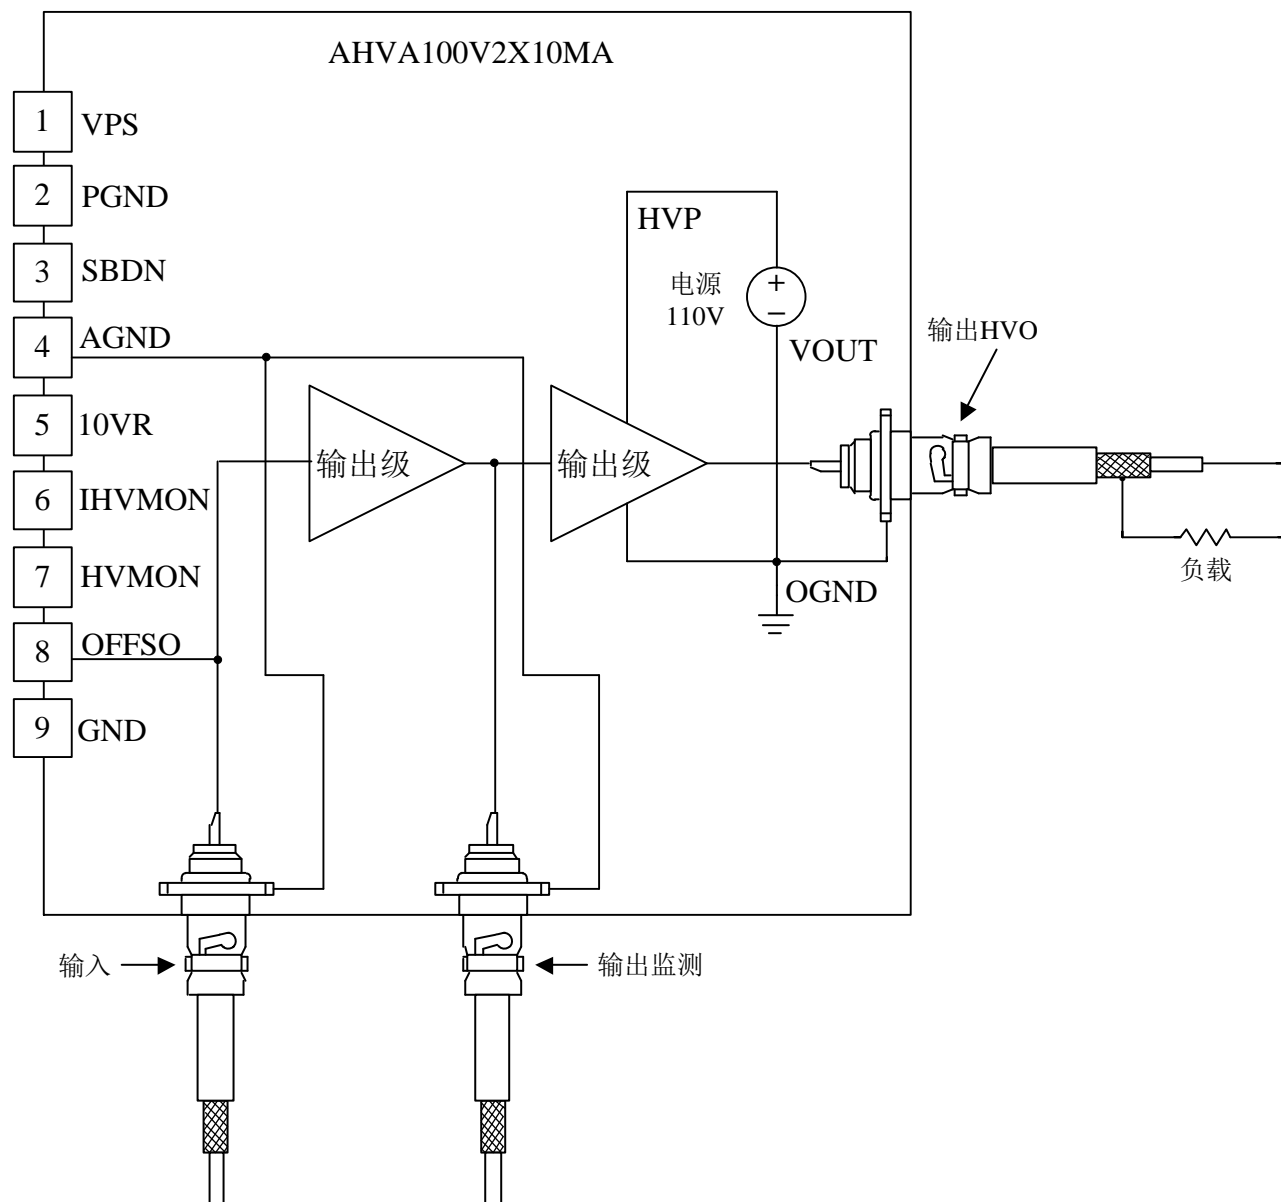 AHVA100V2X10MA
1 VPS
2 PGND
3 SBDN
4 AGND
5 10VR
6 IHVMON
7 HVMON
8 OFFSO
9 GND
HVP
电源
110V
VOUT
输出HVO
输出级
输出级
OGND
负载
输入
输出监测